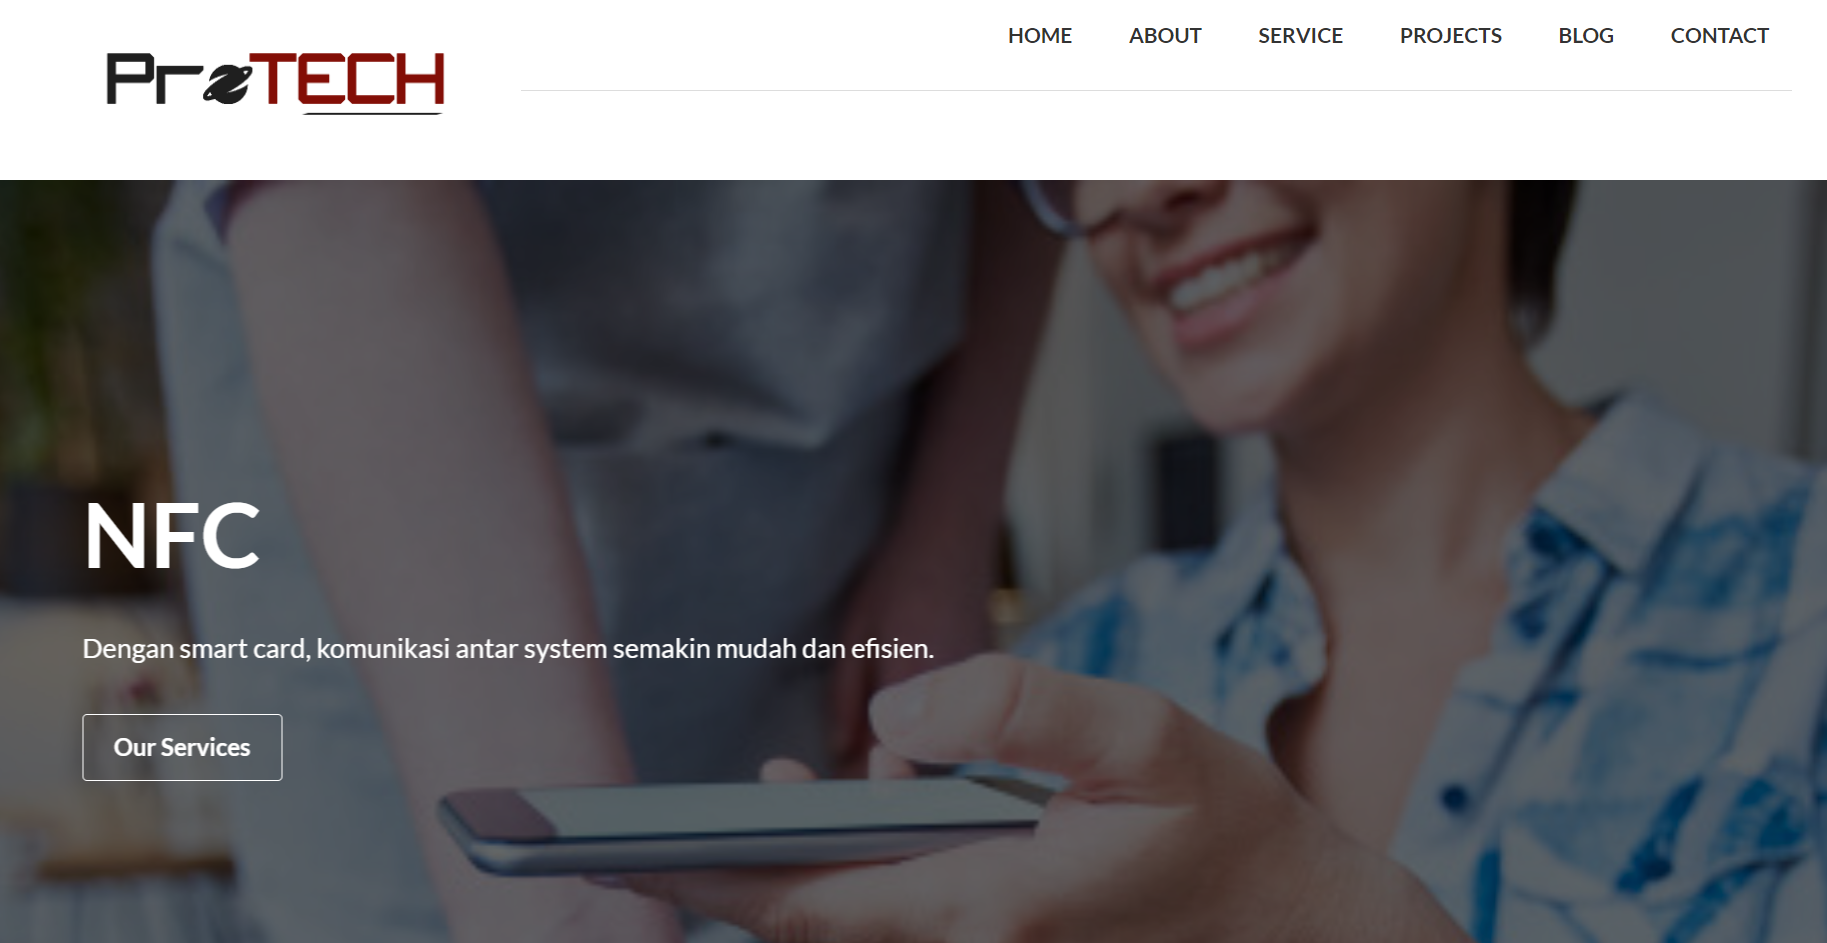 ProTECH
HOME ABOUT SERVICE PROJECTS BLOG CONTACT
NFC
Dengan smart card, komunikasi antar system semakin mudah dan efisien.
Our Services